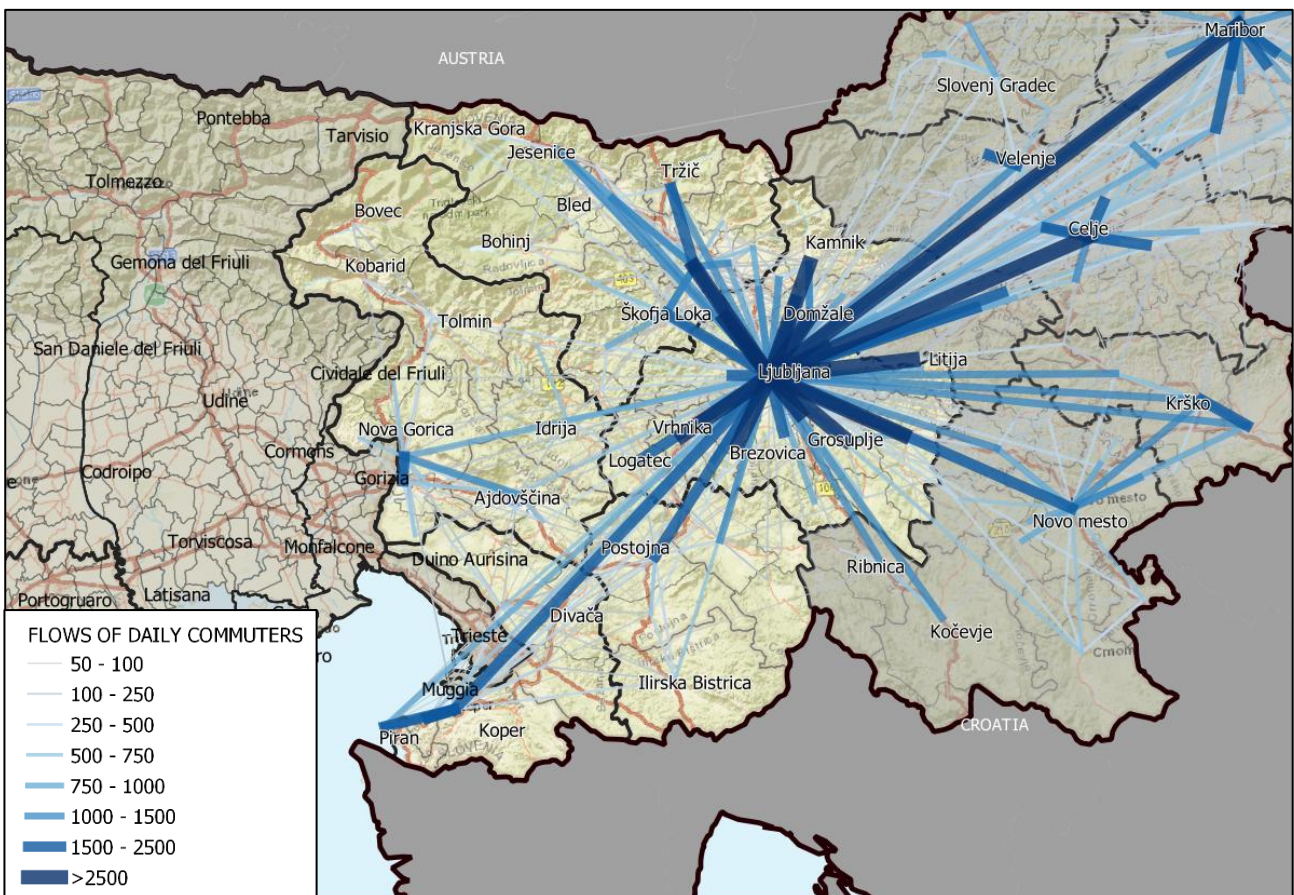 AUSTRIA
Maribor
Slovenj Gradec
Pontebba
Tarvisio
Kranjska Gora
Jesenice
Velenje
Tržič
Tolmezzo
Bled
Bovec
Celje
Bohinj
Kamnik
Gemona del Friuli
Kobarid
Radovljica
Škofja Loka
Domžale
Tolmin
San Daniele del Friuli
Ljubljana
Litija
Cividale del Friuli
Udine
Krško
Nova Gorica
Idrija
Vrhnika
Grosuplje
Cormons
Brezovica
Logatec
Codroipo
Gorizia
Ajdovščina
Novo mesto
Torviscosa
Monfalcone
Duino Aurisina
Postojna
Ribnica
Latisana
Portogruaro
Divača
Trieste
Kočevje
Ilirska Bistrica
Muggia
Koper
Piran
SLOVENIA
CROATIA
FLOWS OF DAILY COMMUTERS
50 - 100
100 - 250
250 - 500
500 - 750
750 - 1000
1000 - 1500
1500 - 2500
>2500